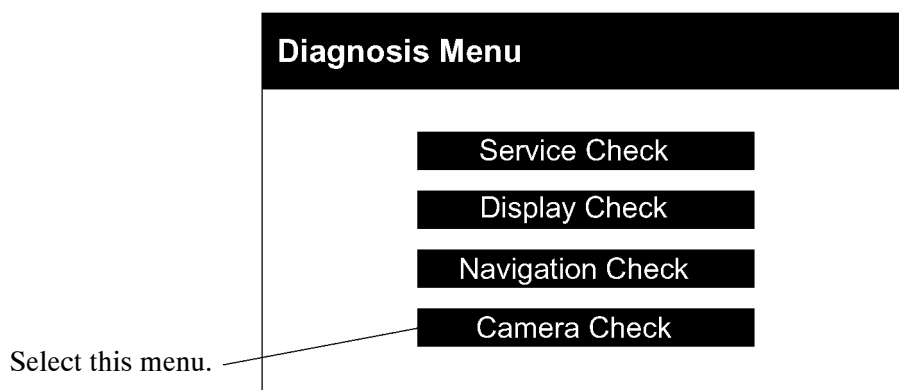 Diagnosis Menu
Service Check
Display Check
Navigation Check
Camera Check
Select this menu.